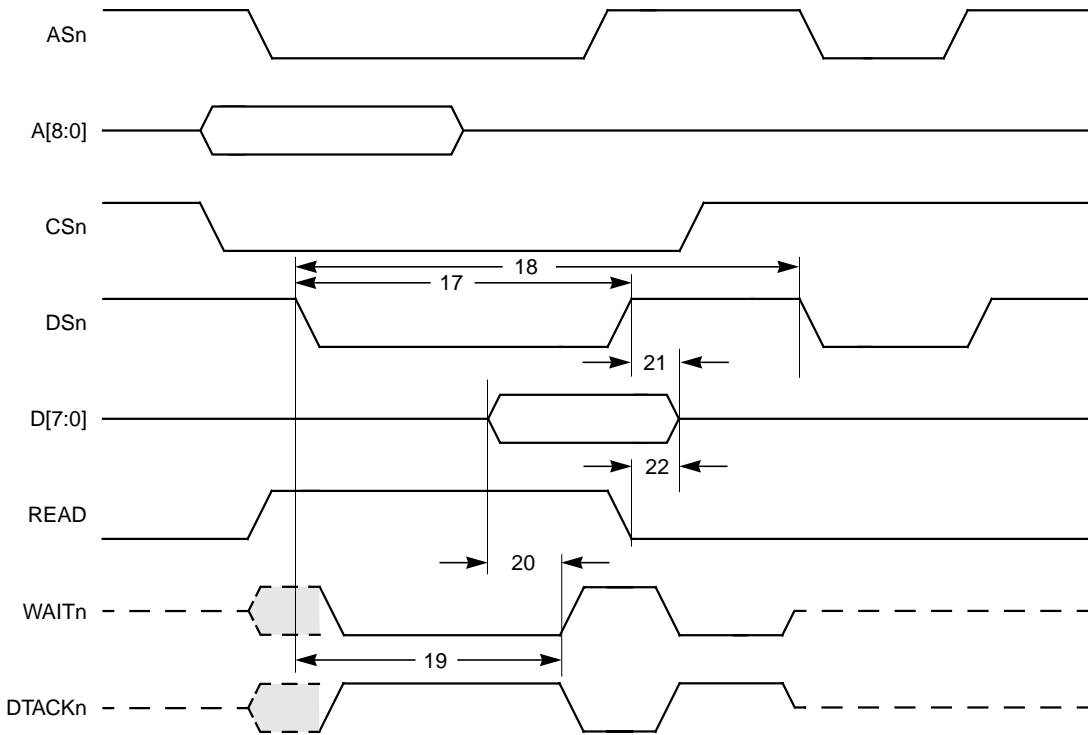 ASn
A[8:0]
CSn
18
17
DSn
21
D[7:0]
22
READ
20
WAITn
19
DTACKn